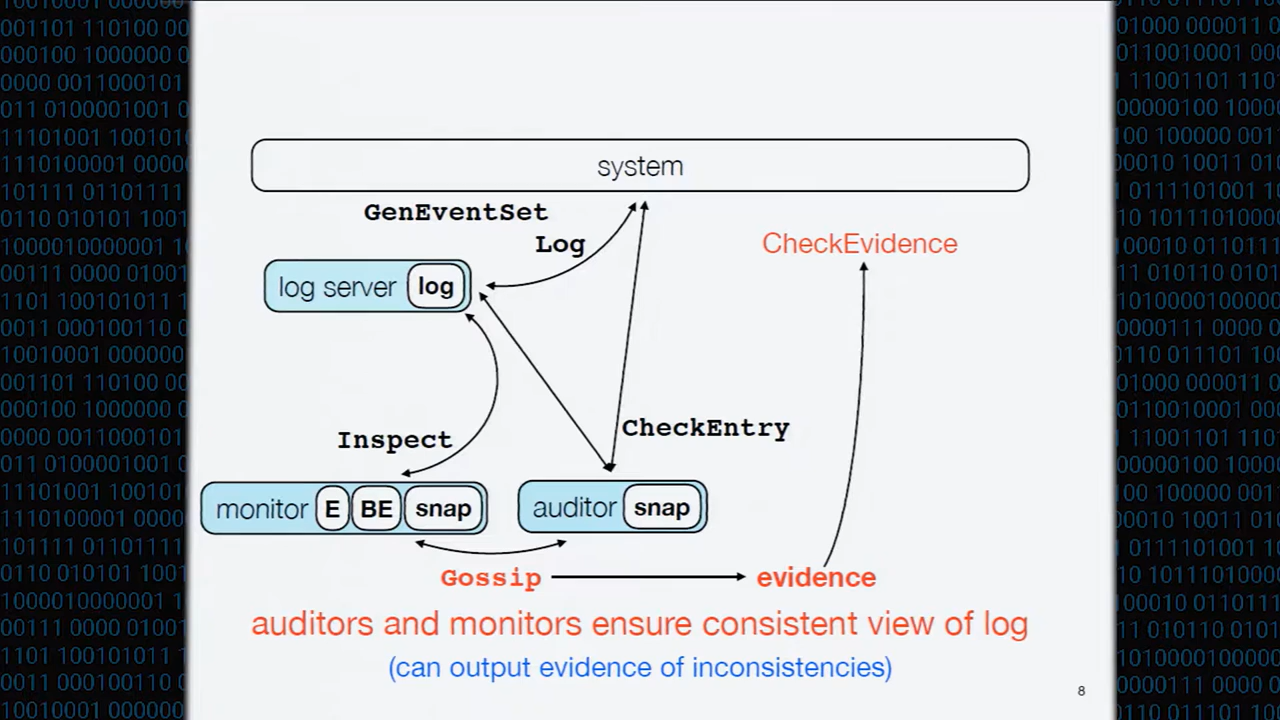 system
GenEventSet
Log
CheckEvidence
log server log
Inspect
CheckEntry
monitor E BE snap
auditor snap
Gossip
evidence
auditors and monitors ensure consistent view of log
(can output evidence of inconsistencies)
8